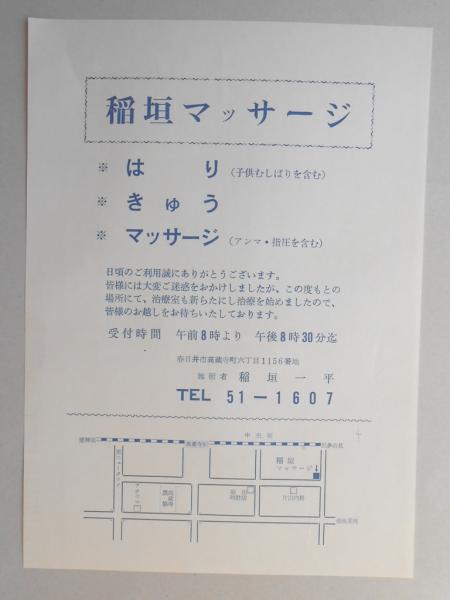 稲垣マッサージ
※ はり (子供むしばりを含む)
※ きゅう
※ マッサージ (アンマ・指圧を含む)
日頃のご利用誠にありがとうございます。
皆様には大変ご迷惑をおかけしましたが、この度もとの
場所にて、治療室も新らたにし治療を始めましたので、
皆様のお越しをお待ちいたしております。
受付時間 午前8時より 午後8時30分迄
春日井市高蔵寺町六丁目1156番地
施術者 稲垣一平
TEL 51-1607
中央線
稲垣
マッサージ
片山内科